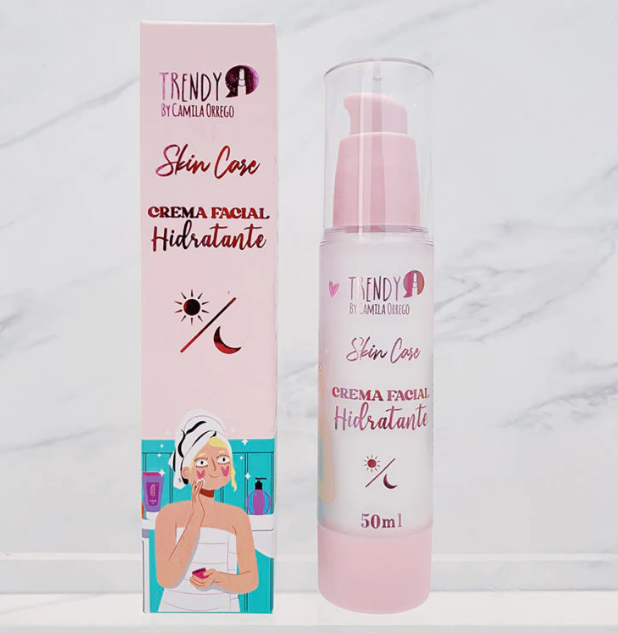 TRENDY
BY CAMILA ORREGO
Skin Care
CREMA FACIAL
Hidratante
TRENDY
BY CAMILA ORREGO
Skin Care
CREMA FACIAL
Hidratante
50ml